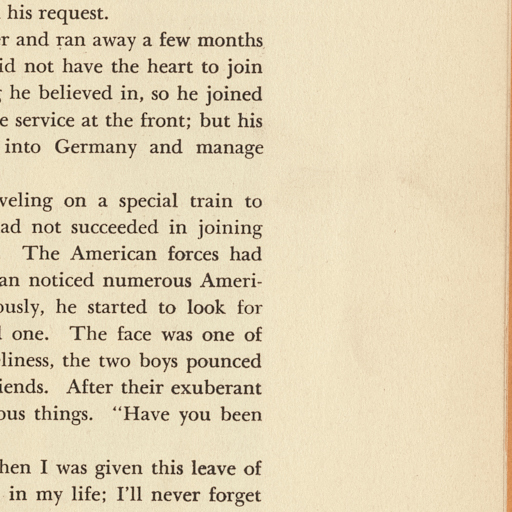 his request.
r and ran away a few months
id not have the heart to join
he believed in, so he joined
e service at the front; but his
into Germany and manage
veling on a special train to
ad not succeeded in joining
The American forces had
an noticed numerous Ameri-
ously, he started to look for
one. The face was one of
liness, the two boys pounced
iends. After their exuberant
ous things. “Have you been
hen I was given this leave of
in my life; I’ll never forget